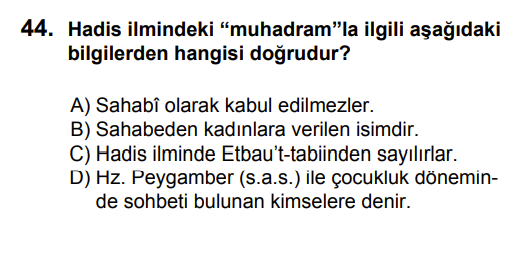 44. Hadis ilmindeki “muhadram”la ilgili aşağıdaki
bilgilerden hangisi doğrudur?
A) Sahabî olarak kabul edilmezler.
B) Sahabeden kadınlara verilen isimdir.
C) Hadis ilminde Etbau’t-tabiinden sayılırlar.
D) Hz. Peygamber (s.a.s.) ile çocukluk dönemin-
de sohbeti bulunan kimselere denir.